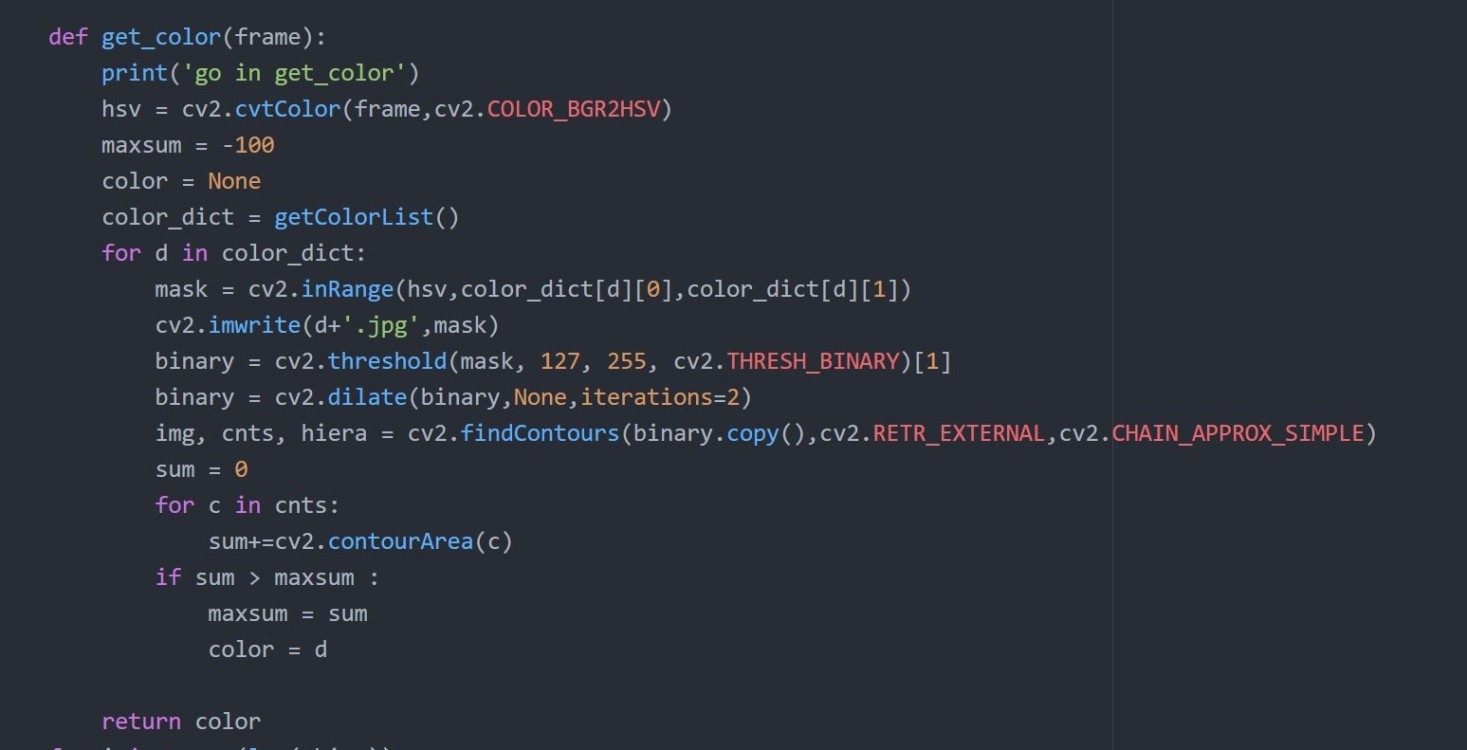 def get_color(frame):
    print('go in get_color')
    hsv = cv2.cvtColor(frame,cv2.COLOR_BGR2HSV)
    maxsum = -100
    color = None
    color_dict = getColorList()
    for d in color_dict:
        mask = cv2.inRange(hsv,color_dict[d][0],color_dict[d][1])
        cv2.imwrite(d+'.jpg',mask)
        binary = cv2.threshold(mask, 127, 255, cv2.THRESH_BINARY)[1]
        binary = cv2.dilate(binary,None,iterations=2)
        img, cnts, hiera = cv2.findContours(binary.copy(),cv2.RETR_EXTERNAL,cv2.CHAIN_APPROX_SIMPLE)
        sum = 0
        for c in cnts:
            sum+=cv2.contourArea(c)
        if sum > maxsum :
            maxsum = sum
            color = d

    return color